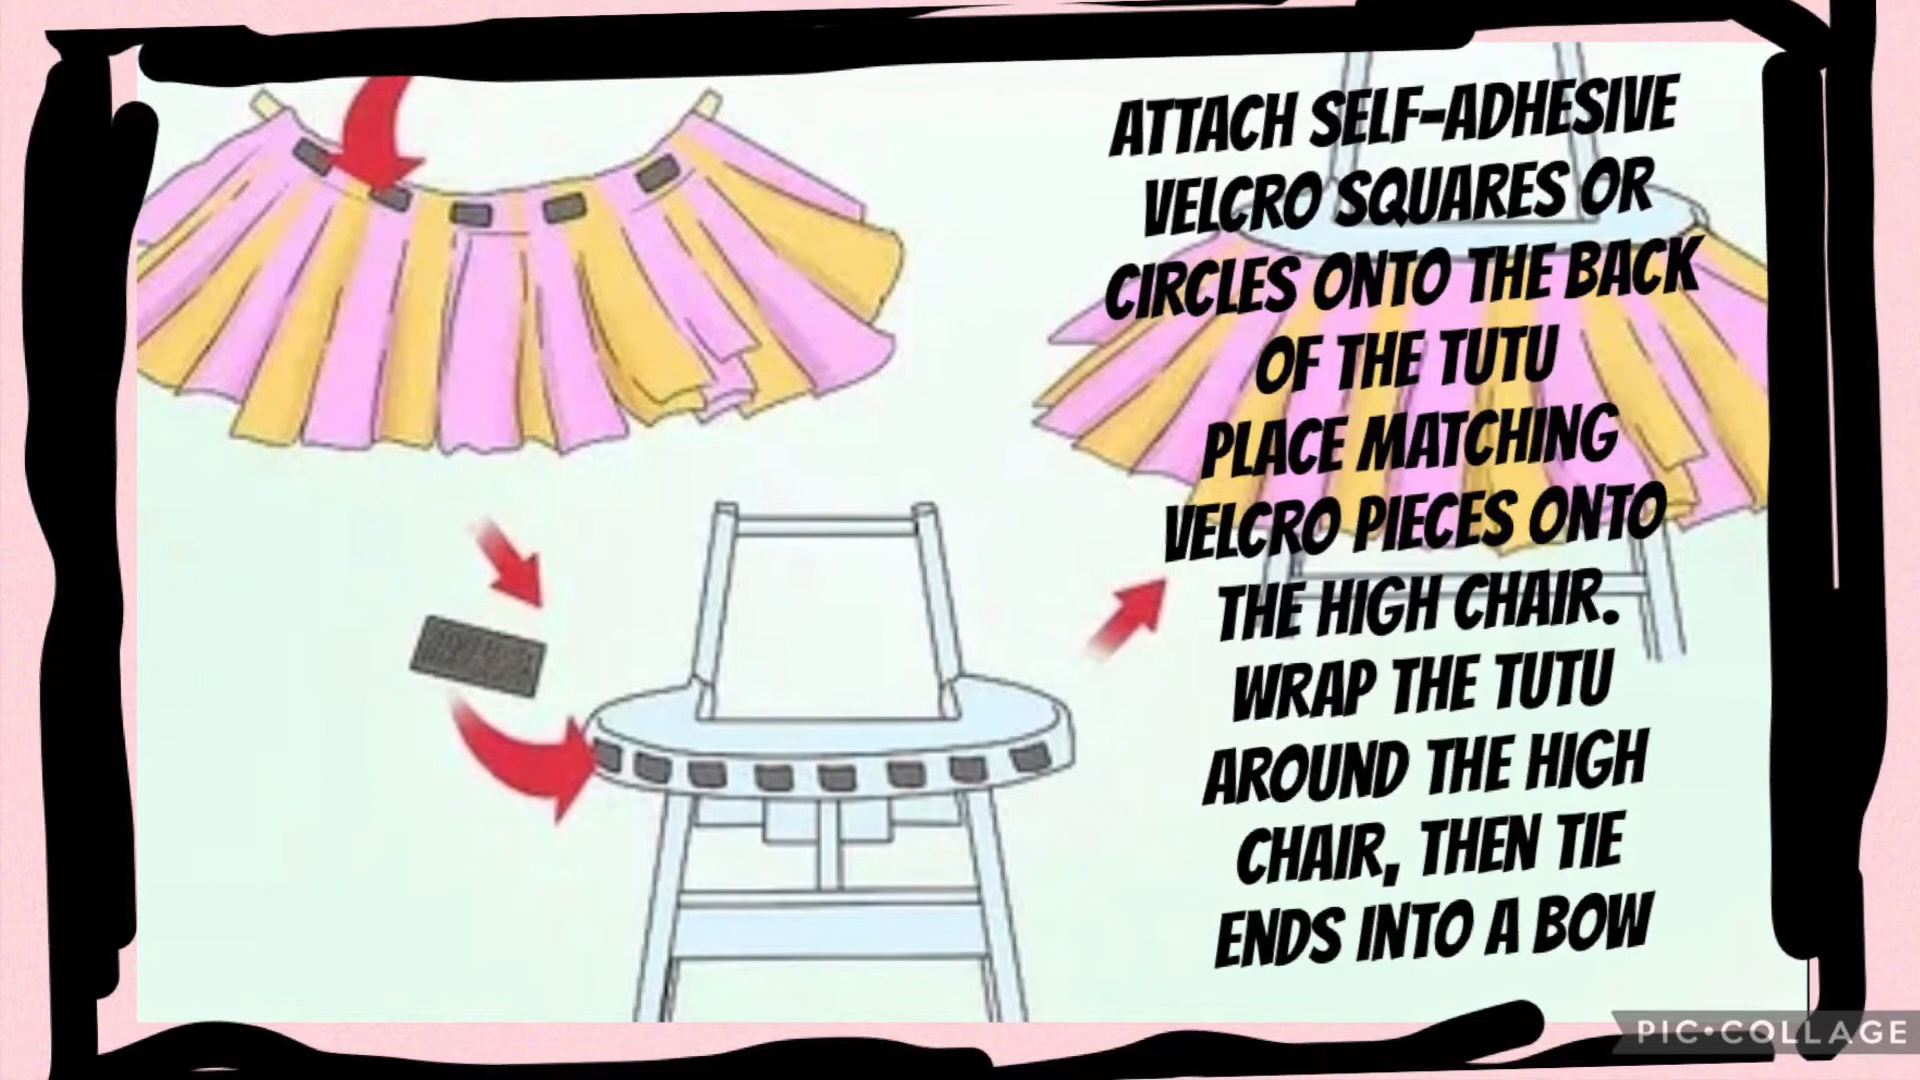 ATTACH SELF-ADHESIVE
VELCRO SQUARES OR
CIRCLES ONTO THE BACK
OF THE TUTU
PLACE MATCHING
VELCRO PIECES ONTO
THE HIGH CHAIR.
WRAP THE TUTU
AROUND THE HIGH
CHAIR, THEN TIE
ENDS INTO A BOW
PIC•COLLAGE